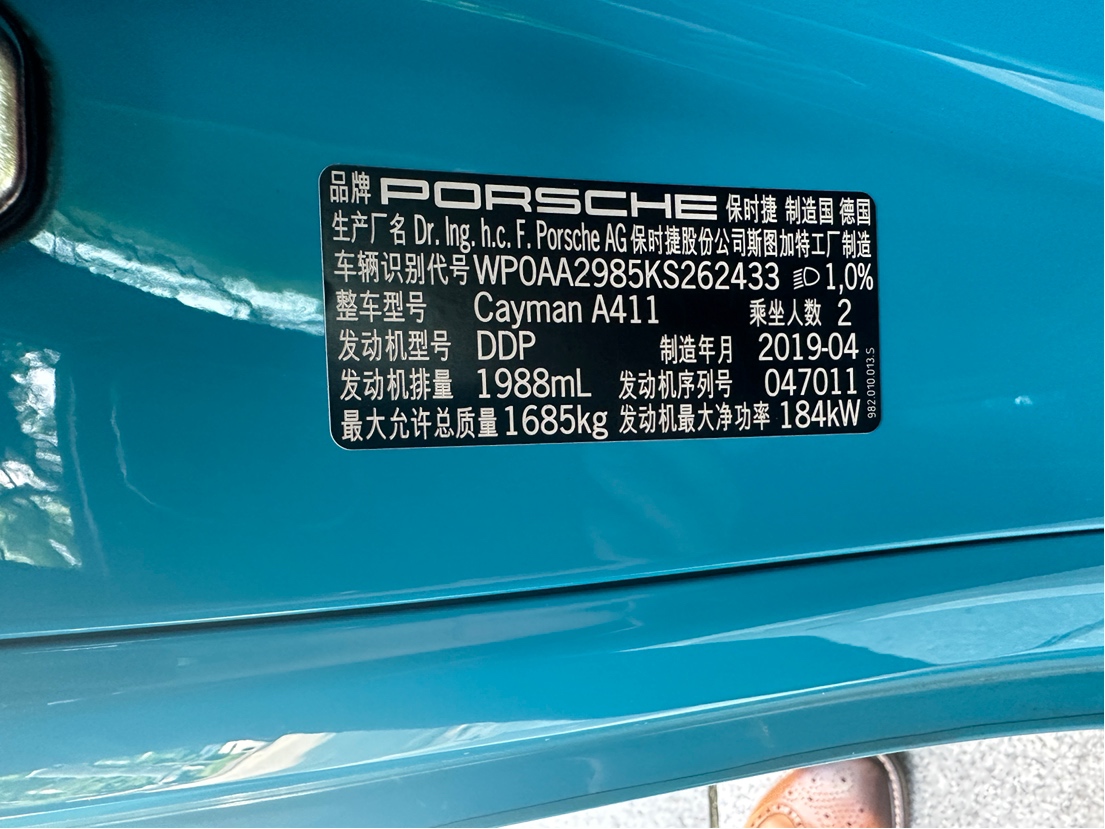 品牌 PORSCHE 保时捷 制造国 德国
生产厂名 Dr. Ing. h.c. F. Porsche AG 保时捷股份公司斯图加特工厂制造
车辆识别代号 WP0AA2985KS262433 1,0%
整车型号 Cayman A411 乘坐人数 2
发动机型号 DDP 制造年月 2019-04
发动机排量 1988mL 发动机序列号 047011
最大允许总质量 1685kg 发动机最大净功率 184kW
982.010.013.S